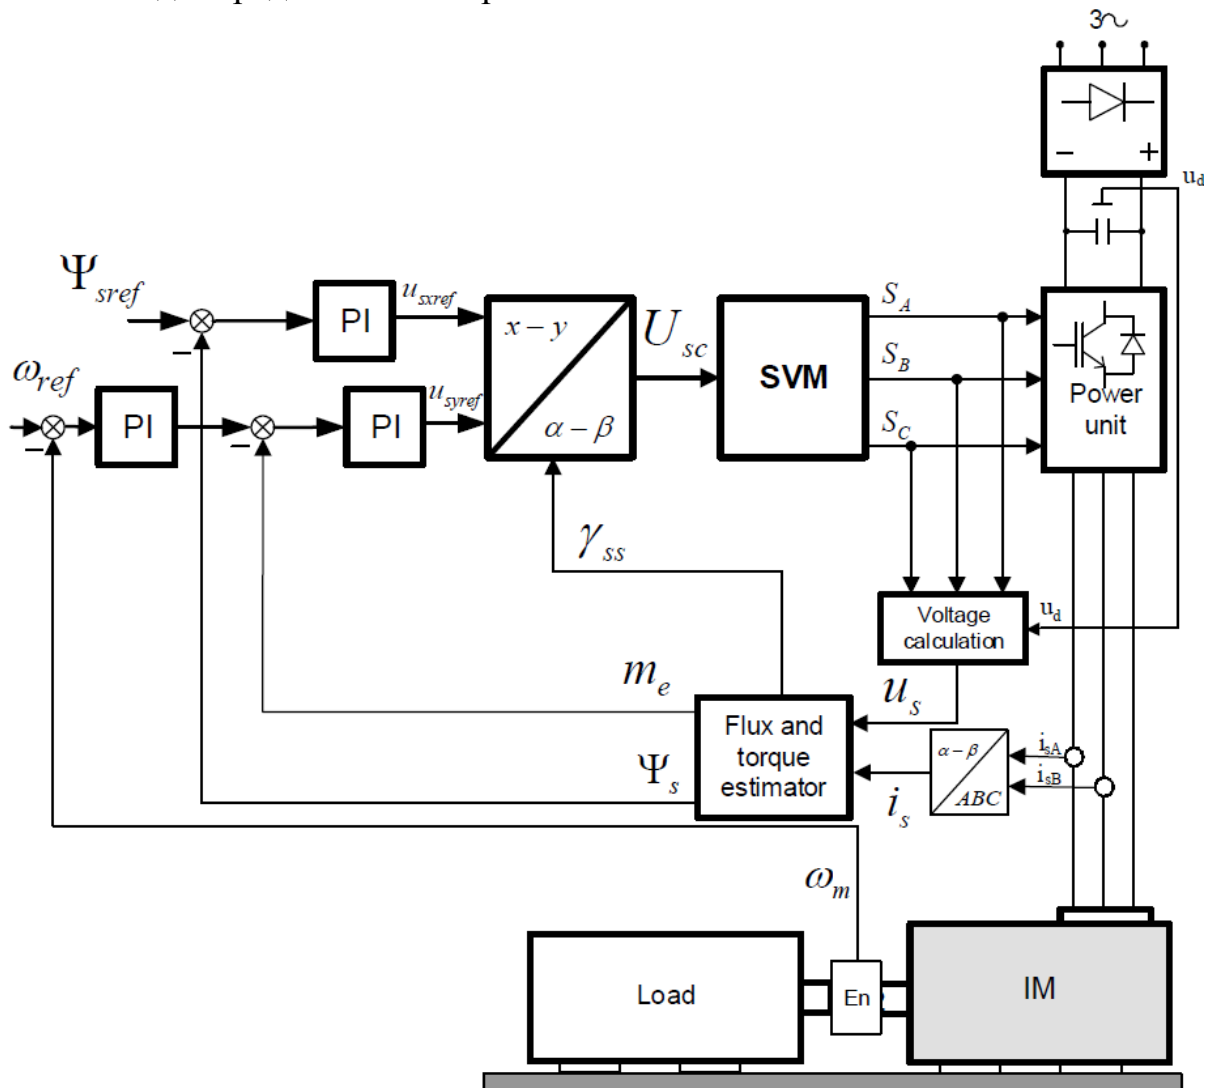 3~
− +
u_d
Ψ_sref
PI
u_sxref
x − y
α − β
U_sc
SVM
S_A
S_B
S_C
Power
unit
ω_ref
−
PI
−
−
PI
u_syref
γ_ss
Voltage
calculation
u_d
m_e
u_s
Flux and
torque
estimator
α − β
ABC
i_sA
i_sB
Ψ_s
i_s
ω_m
Load
En
IM